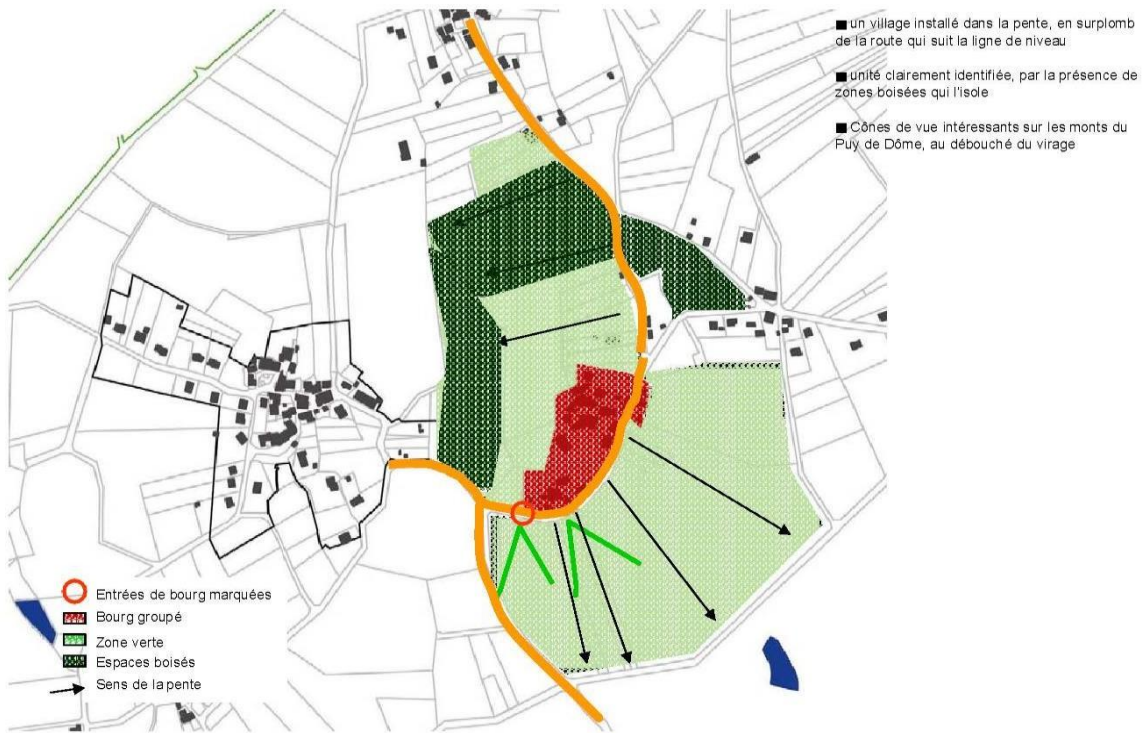 un village installé dans la pente, en surplomb
de la route qui suit la ligne de niveau
unité clairement identifiée, par la présence de
zones boisées qui l'isole
Cônes de vue intéressants sur les monts du
Puy de Dôme, au débouché du virage
Entrées de bourg marquées
Bourg groupé
Zone verte
Espaces boisés
Sens de la pente